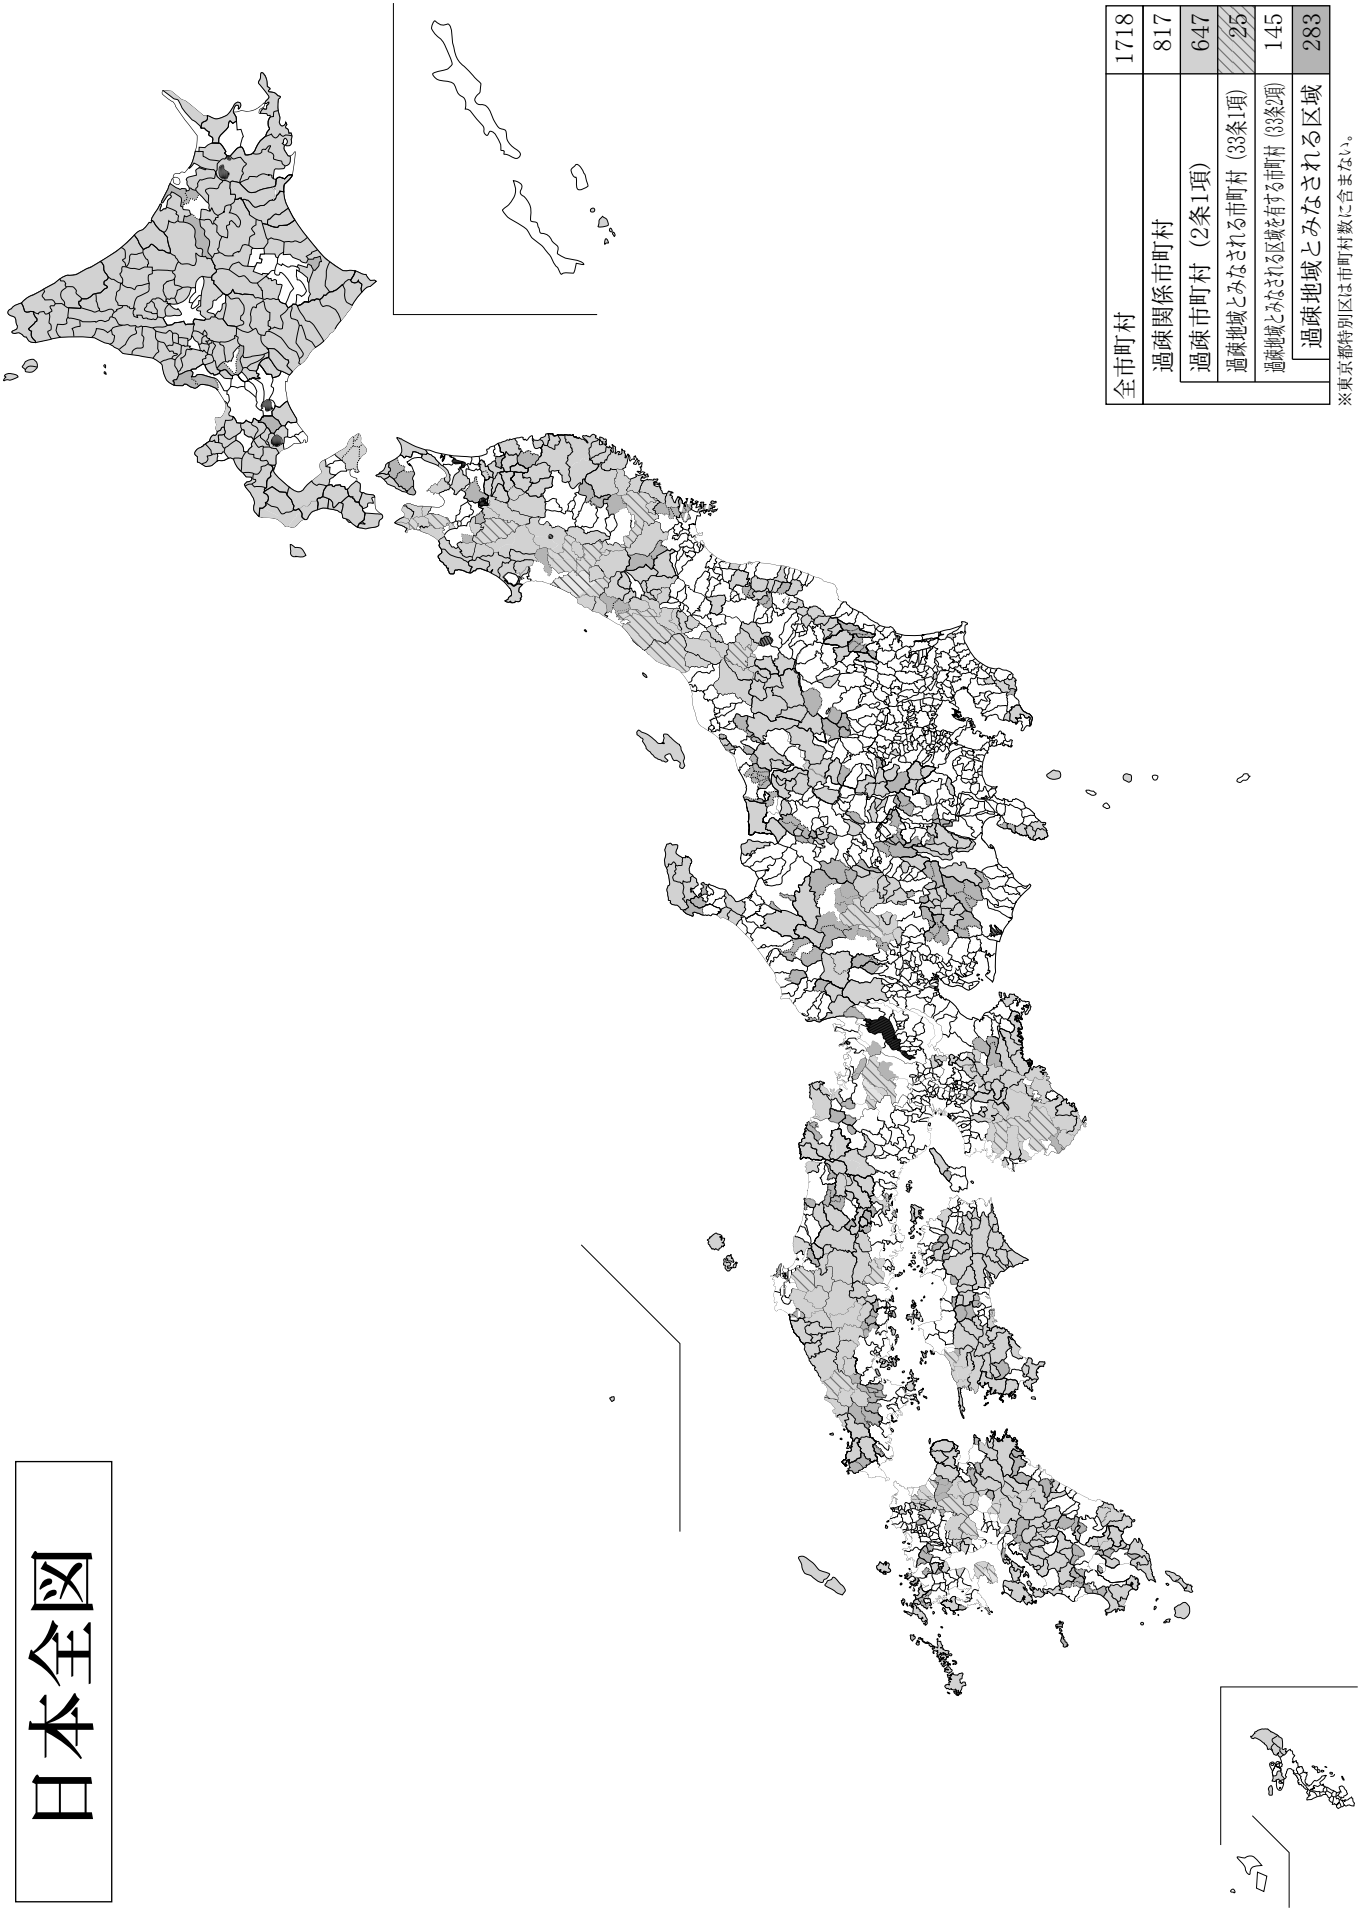 日本全図
全市町村 1718
過疎関係市町村 817
過疎市町村（2条1項） 647
過疎地域とみなされる市町村（33条1項） 25
過疎地域とみなされる区域を有する市町村（33条2項） 145
過疎地域とみなされる区域 283
※東京都特別区は市町村数に含まない。